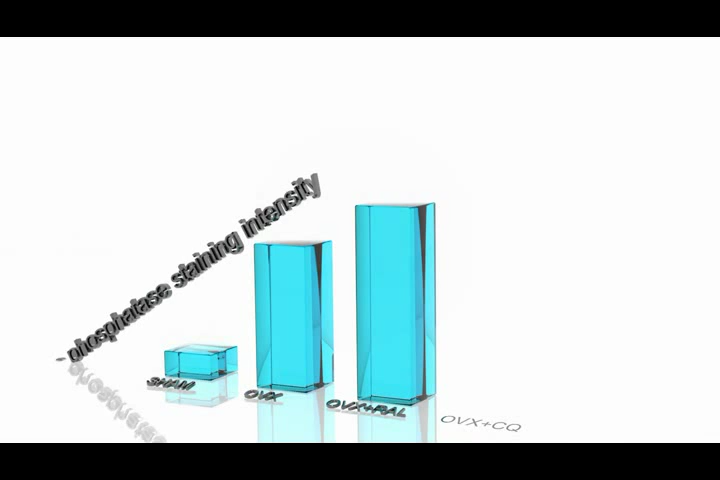 - phosphatase staining intensity
SHAM
OVX
OVX+RAL
OVX+CQ